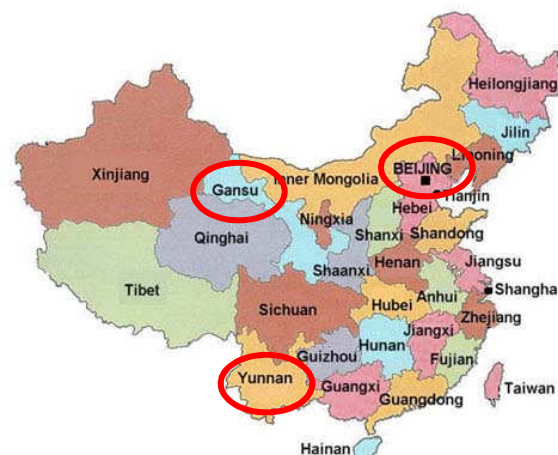 Heilongjiang
Jilin
Liaoning
BEIJING
Tianjin
Xinjiang
Gansu
Inner Mongolia
Ningxia
Hebei
Shanxi
Shandong
Qinghai
Shaanxi
Henan
Jiangsu
Tibet
Sichuan
Hubei
Anhui
Shanghai
Zhejiang
Jiangxi
Hunan
Guizhou
Fujian
Yunnan
Guangxi
Guangdong
Taiwan
Hainan